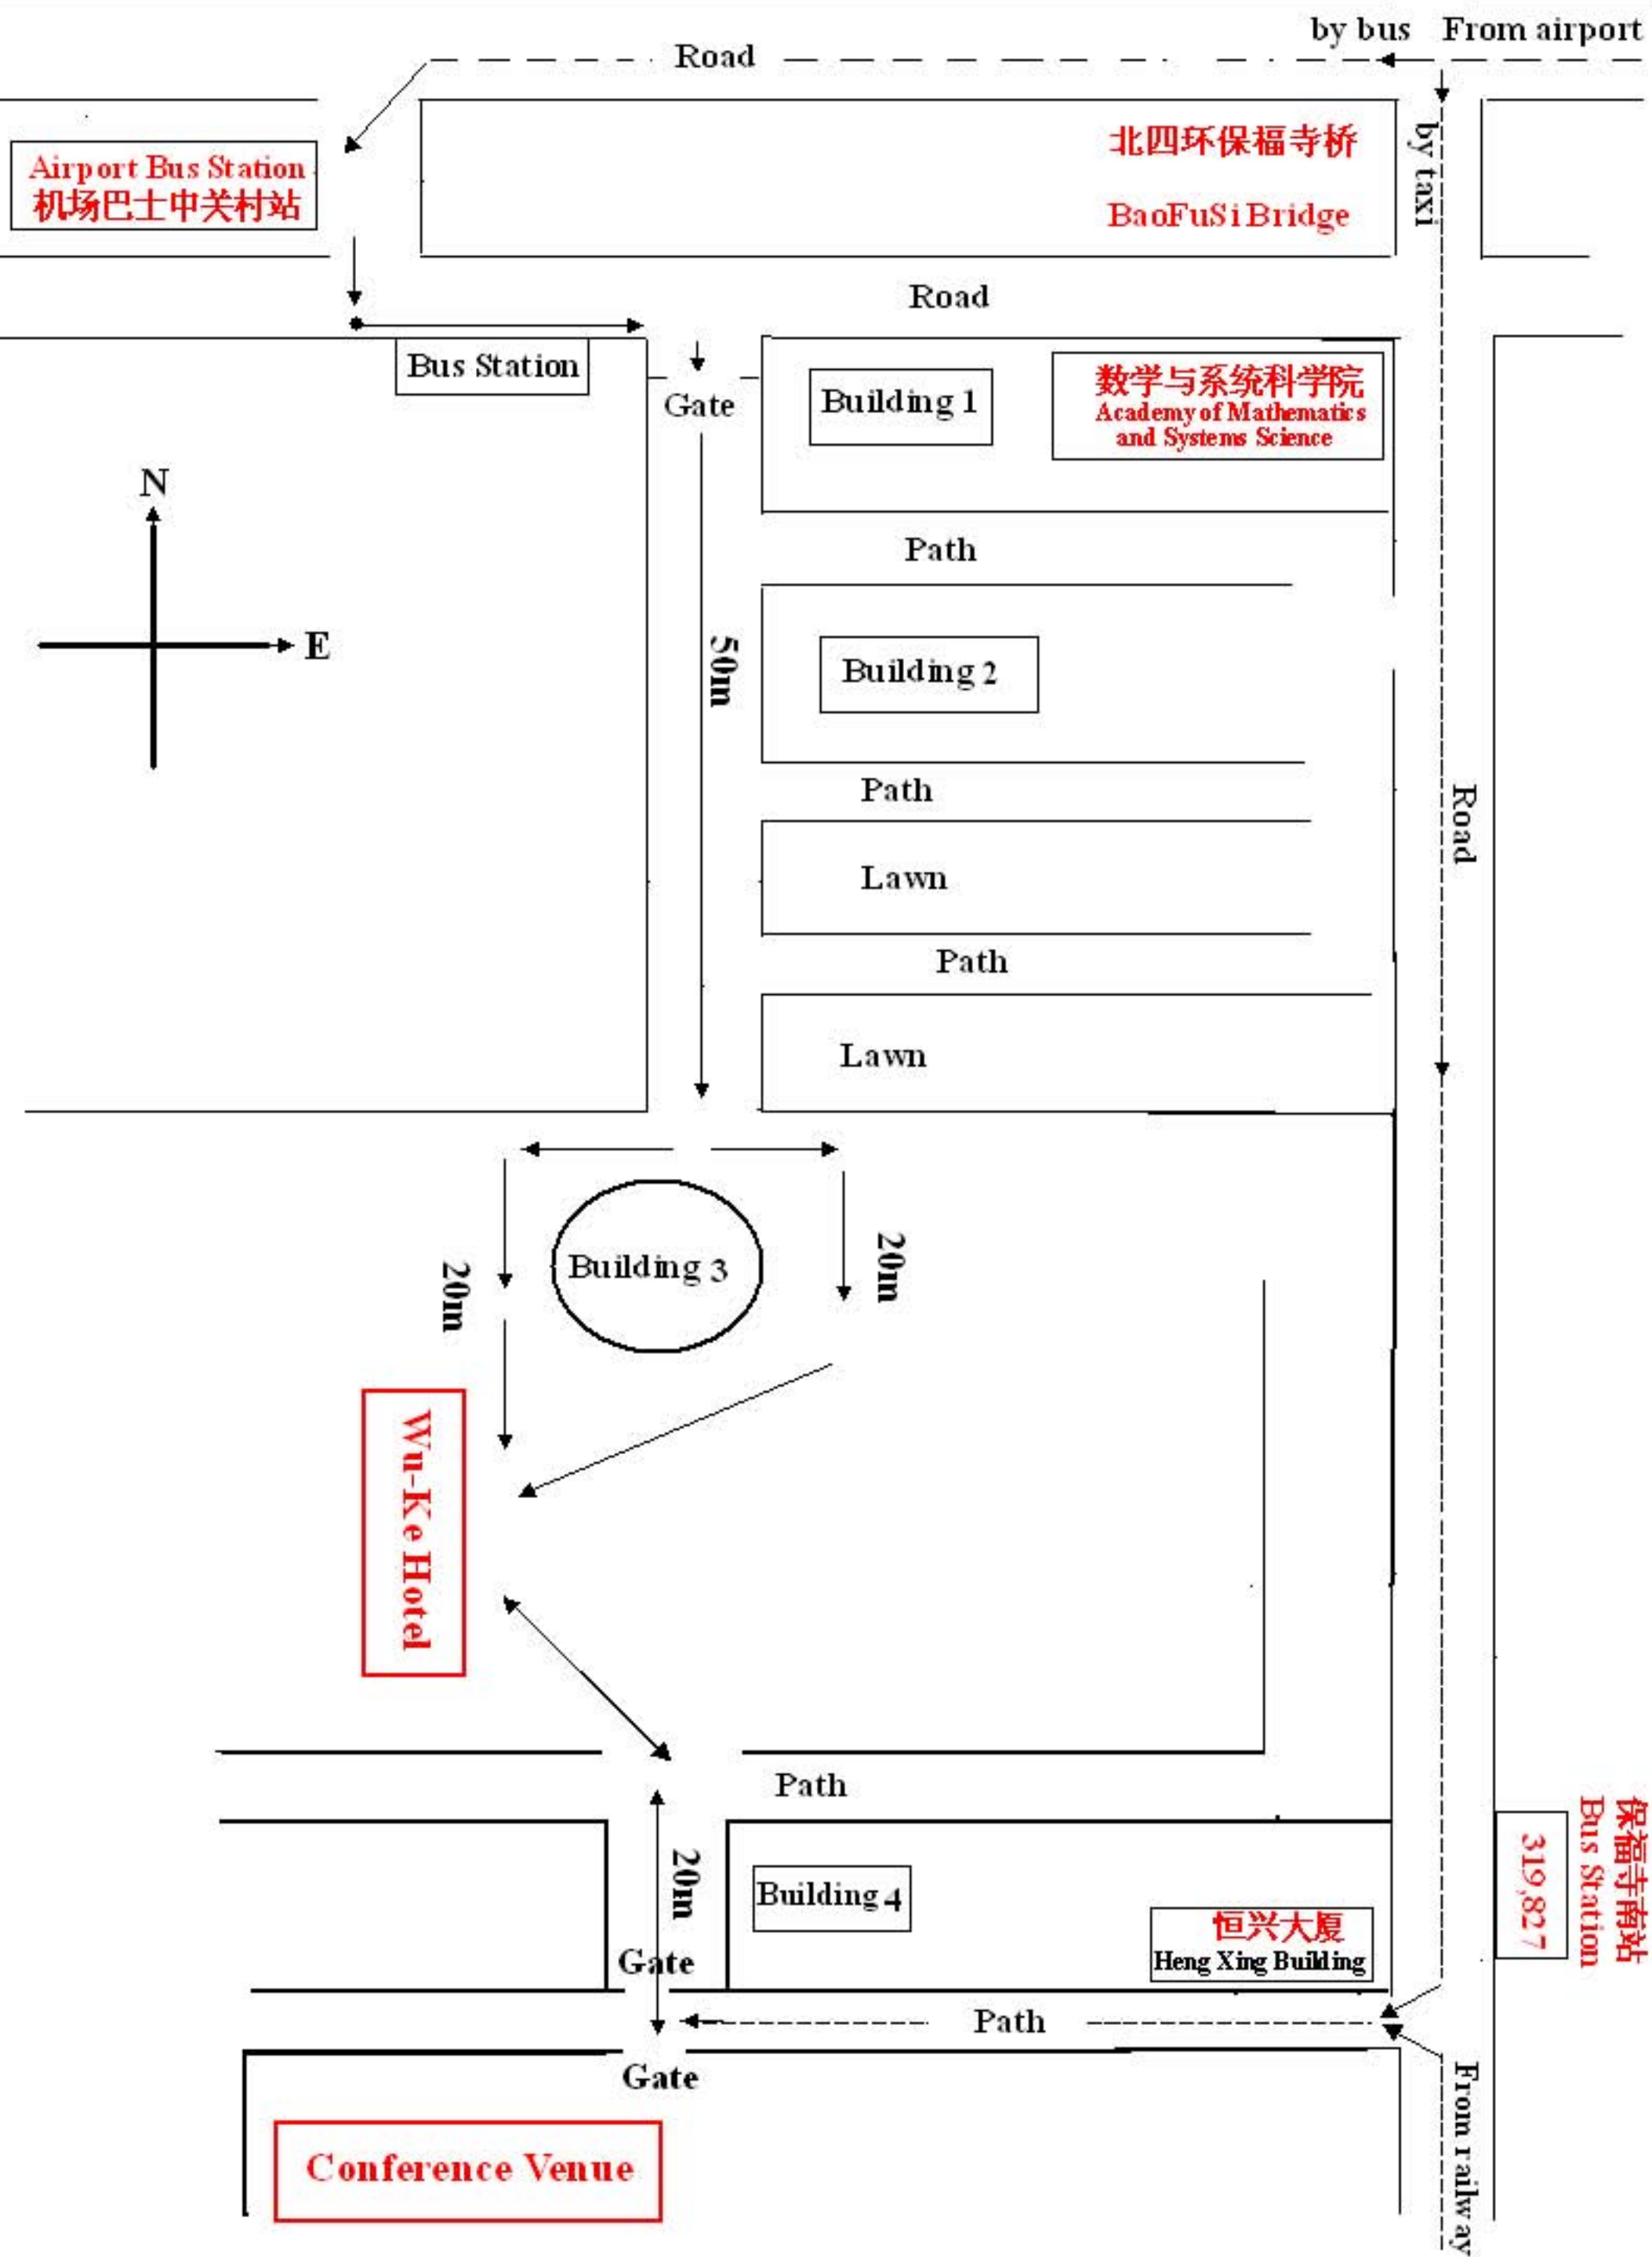 by bus From airport
Road
北四环保福寺桥
BaoFuSi Bridge
by taxi
Airport Bus Station
机场巴士中关村站
Road
Bus Station
Gate
Building 1
数学与系统科学院
Academy of Mathematics
and Systems Science
N
E
Path
50m
Building 2
Path
Road
Lawn
Path
Lawn
Building 3
20m
20m
Wu-Ke Hotel
Path
20m
Building 4
保福寺南站
Bus Station
319,827
恒兴大厦
Heng Xing Building
Gate
Path
Gate
From railway
Conference Venue